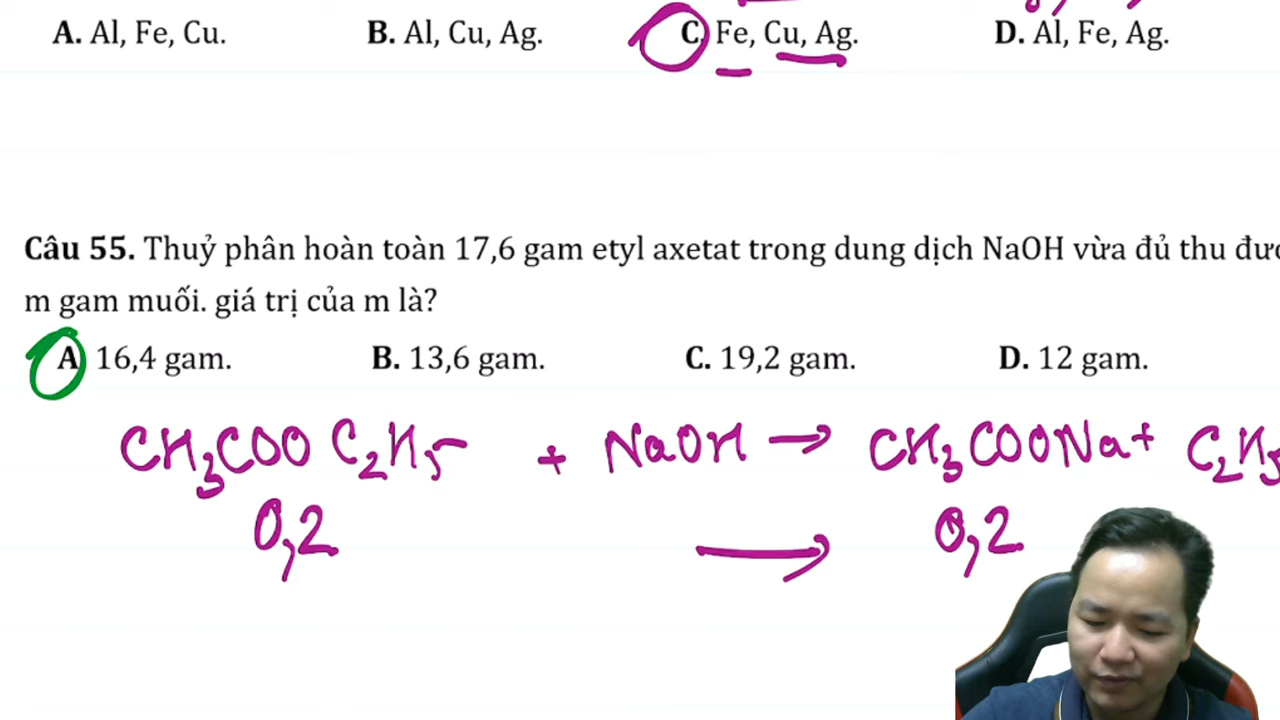 A. Al, Fe, Cu. B. Al, Cu, Ag. C. Fe, Cu, Ag. D. Al, Fe, Ag.
Câu 55. Thuỷ phân hoàn toàn 17,6 gam etyl axetat trong dung dịch NaOH vừa đủ thu
m gam muối. giá trị của m là?
A 16,4 gam. B. 13,6 gam. C. 19,2 gam. D. 12 gam.
CH3COOC2H5 + NaOH → CH3COONa + C2H5
0,2 → 0,2